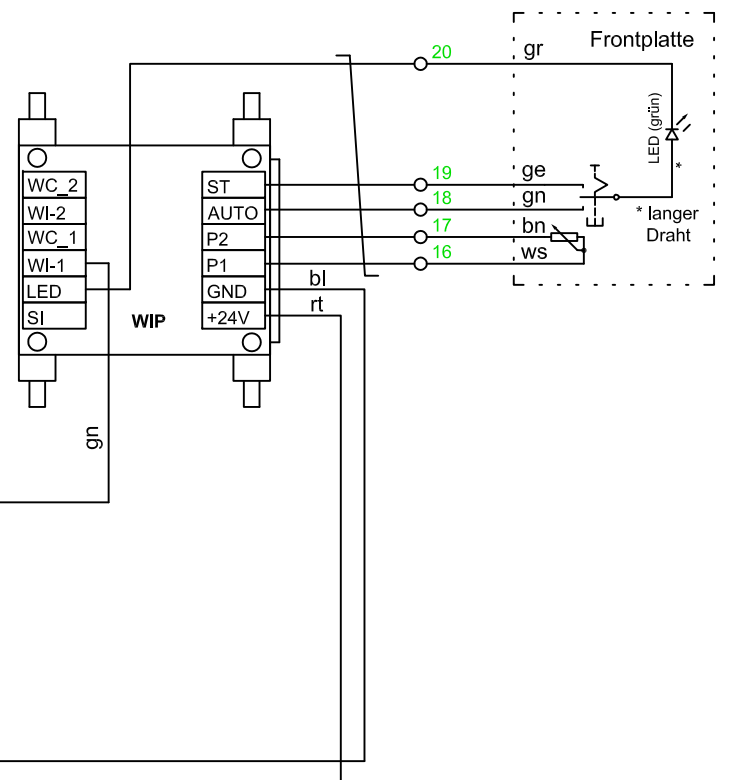 Frontplatte
20
gr
LED (grün)
*
19
ge
18
gn
* langer
Draht
17
bn
16
ws
WC_2
WI-2
WC_1
WI-1
LED
SI
WIP
ST
AUTO
P2
P1
GND
+24V
bl
rt
gn